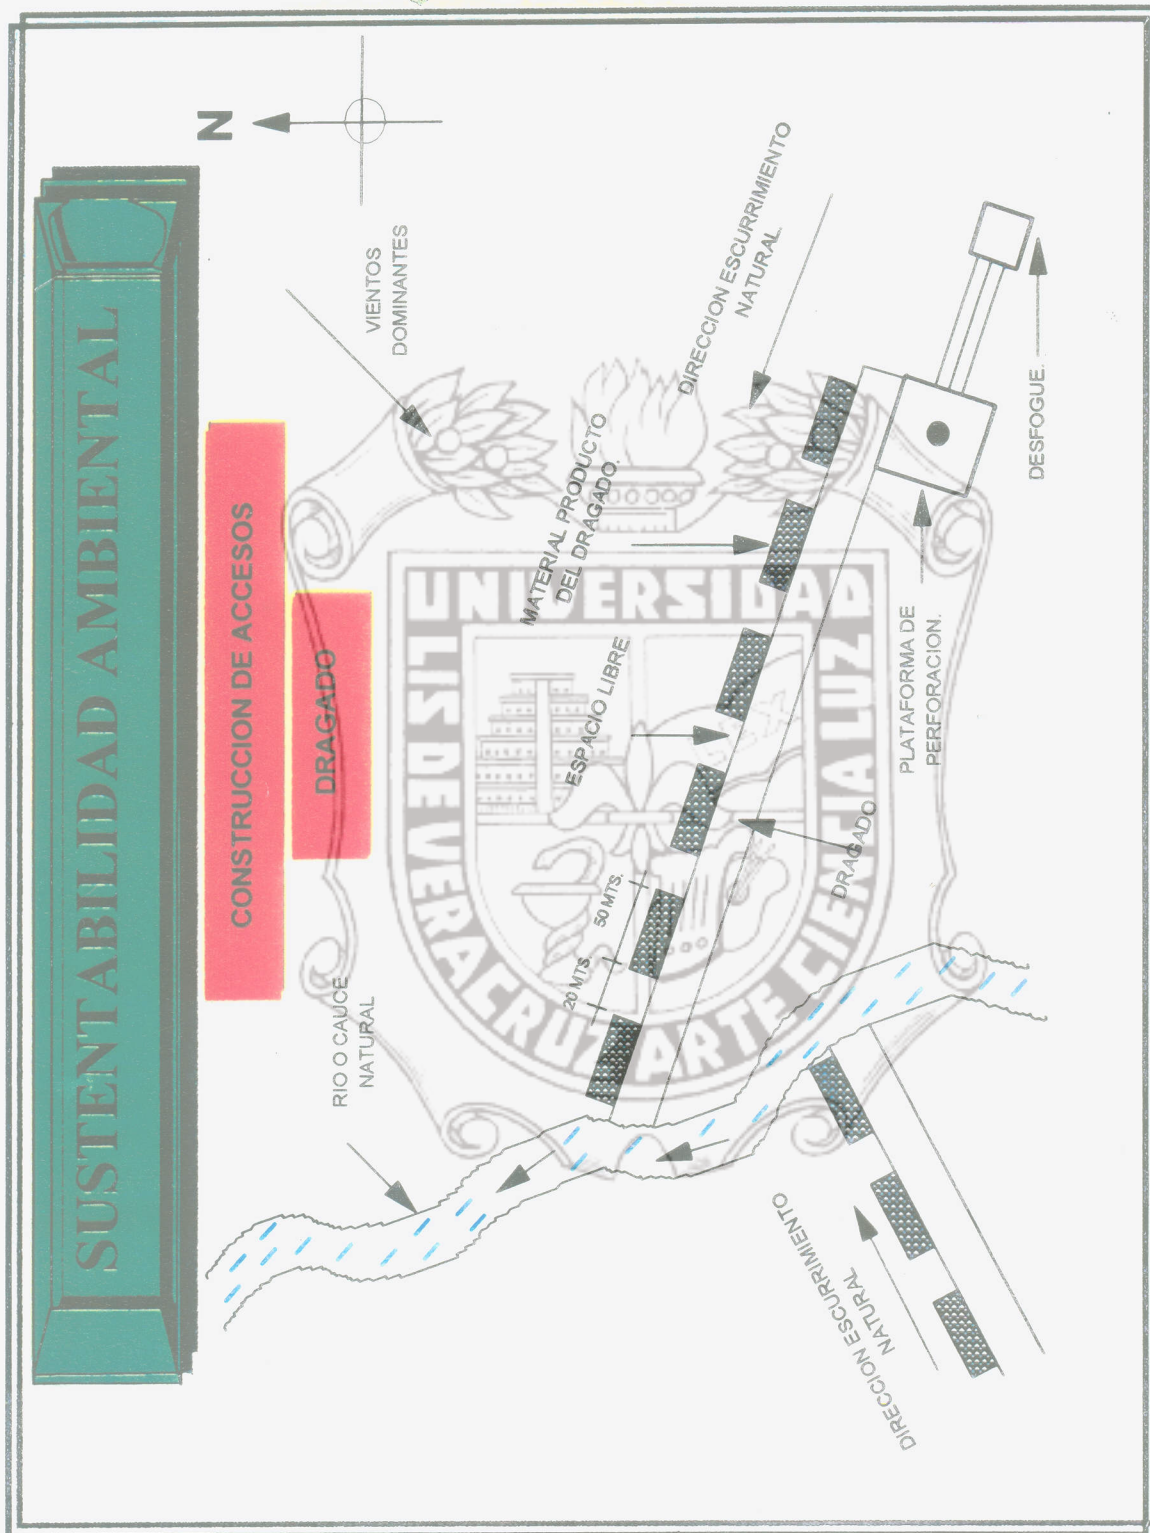 SUSTENTABILIDAD AMBIENTAL
CONSTRUCCION DE ACCESOS
DRAGADO
N
VIENTOS
DOMINANTES
RIO O CAUCE
NATURAL
MATERIAL PRODUCTO
DEL DRAGADO.
DIRECCION ESCURRIMIENTO
NATURAL.
ESPACIO LIBRE
20 MTS.
50 MTS.
DRAGADO
PLATAFORMA DE
PERFORACION.
DESFOGUE.
DIRECCION ESCURRIMIENTO
NATURAL
UNIVERSIDAD
VERACRUZ
ARTE CIENCIA LUZ
LIS DE